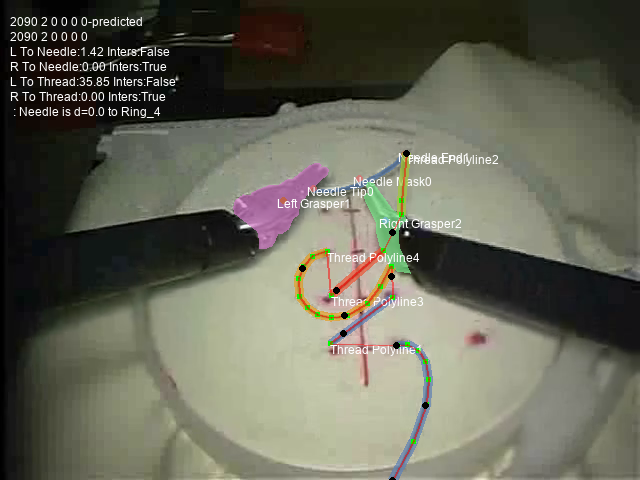 2090 2 0 0 0 0-predicted
2090 2 0 0 0 0
L To Needle:1.42 Inters:False
R To Needle:0.00 Inters:True
L To Thread:35.85 Inters:False
R To Thread:0.00 Inters:True
: Needle is d=0.0 to Ring_4
Needle End1
Thread Polyline2
Needle Mask0
Needle Tip0
Left Grasper1
Right Grasper2
Thread Polyline4
Thread Polyline3
Thread Polyline1